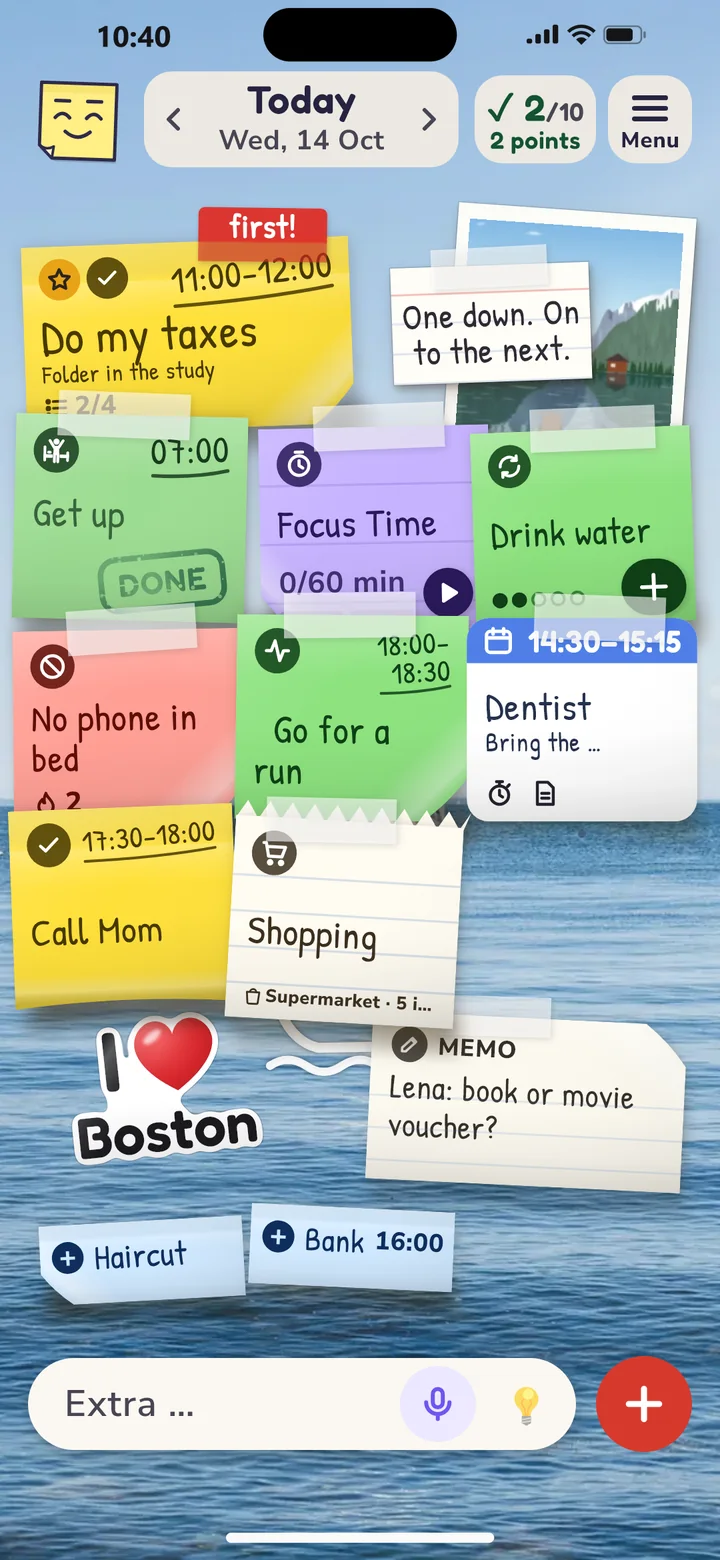 10:40
Today
Wed, 14 Oct
✓ 2/10
2 points
Menu
first!
11:00–12:00
Do my taxes
Folder in the study
2/4
One down. On
to the next.
07:00
Get up
DONE
Focus Time
0/60 min
Drink water
No phone in
bed
2
18:00–
18:30
Go for a
run
14:30–15:15
Dentist
Bring the ...
17:30–18:00
Call Mom
Shopping
Supermarket · 5 i...
I
Boston
MEMO
Lena: book or movie
voucher?
Haircut
Bank 16:00
Extra ...